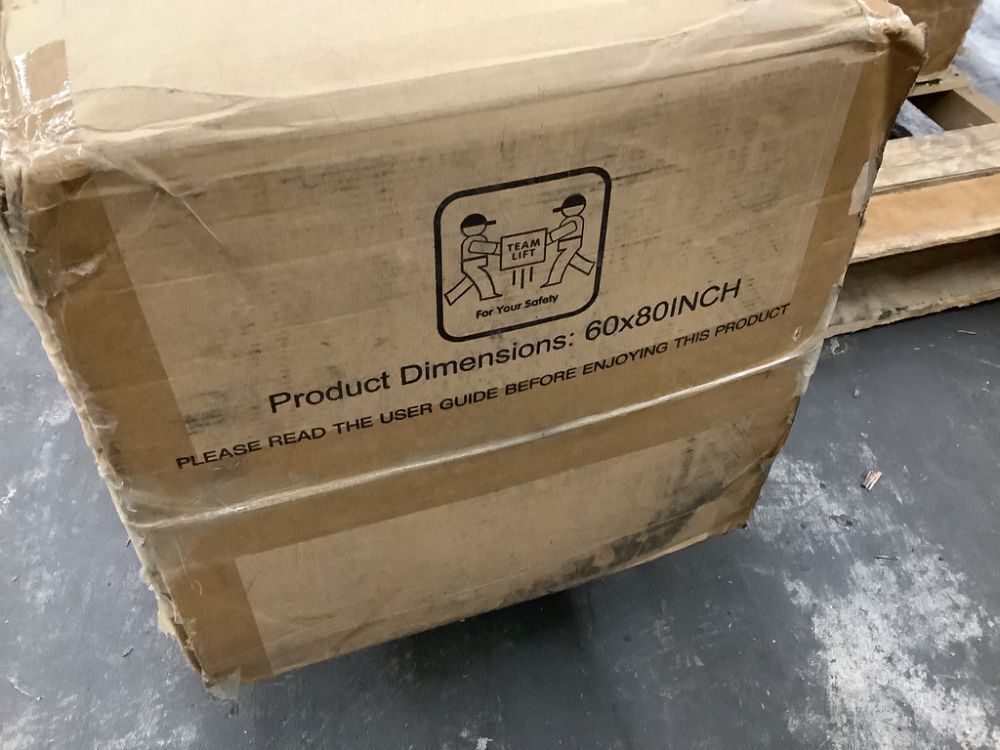 TEAM
LIFT
For Your Safety
Product Dimensions: 60x80INCH
PLEASE READ THE USER GUIDE BEFORE ENJOYING THIS PRODUCT